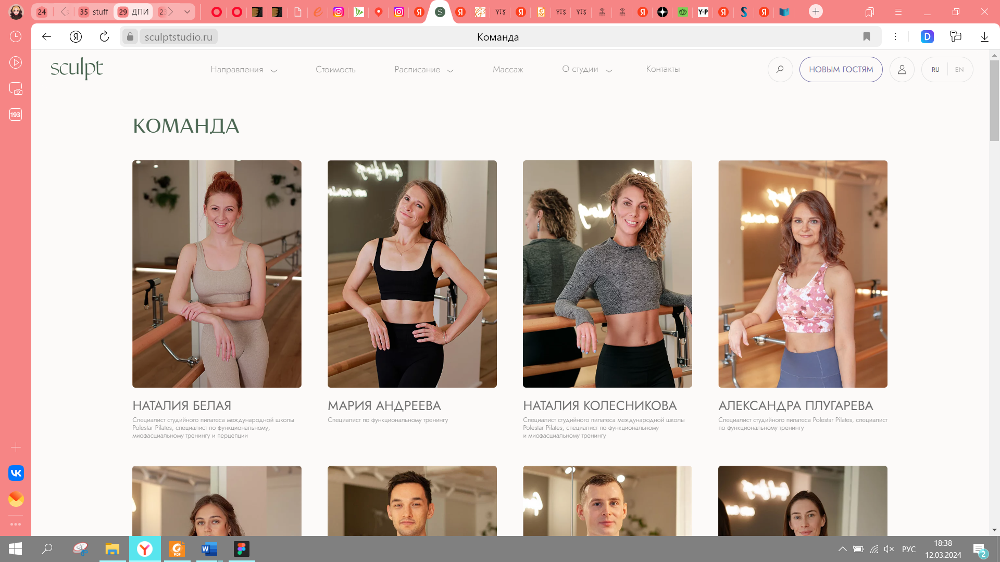 24
35 stuff
29 ДПИ
sculptstudio.ru
Команда
193
sculpt
Направления
Стоимость
Расписание
Массаж
О студии
Контакты
НОВЫМ ГОСТЯМ
RU
EN
КОМАНДА
НАТАЛИЯ БЕЛАЯ
Специалист студийного пилатеса международной школы
Polestar Pilates, специалист по функциональному,
миофасциальному тренингу и перцепции
МАРИЯ АНДРЕЕВА
Специалист по функциональному тренингу
НАТАЛИЯ КОЛЕСНИКОВА
Специалист студийного пилатеса международной школы
Polestar Pilates, специалист по функциональному
и миофасциальному тренингу
АЛЕКСАНДРА ПЛУГАРЕВА
Специалист студийного пилатеса Polestar Pilates, специалист
по функциональному тренингу
РУС
18:38
12.03.2024
2